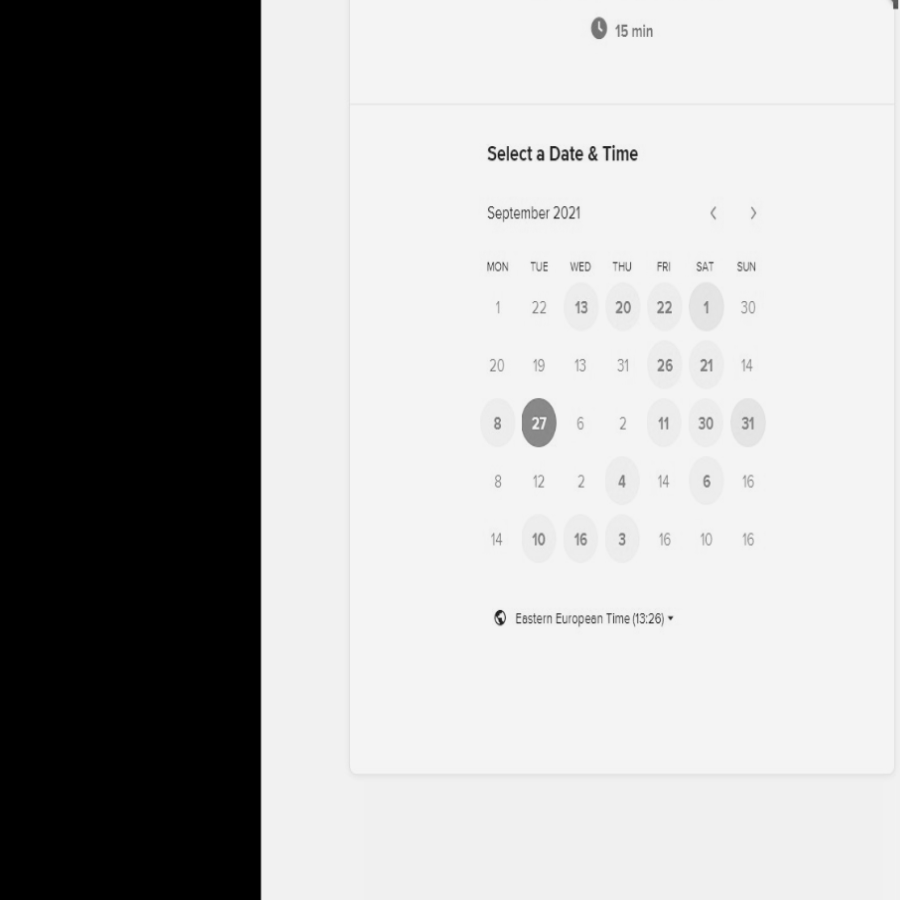 15 min
Select a Date & Time
September 2021
MON TUE WED THU FRI SAT SUN
1 22 13 20 22 1 30
20 19 13 31 26 21 14
8 27 6 2 11 30 31
8 12 2 4 14 6 16
14 10 16 3 16 10 16
Eastern European Time (13:26)